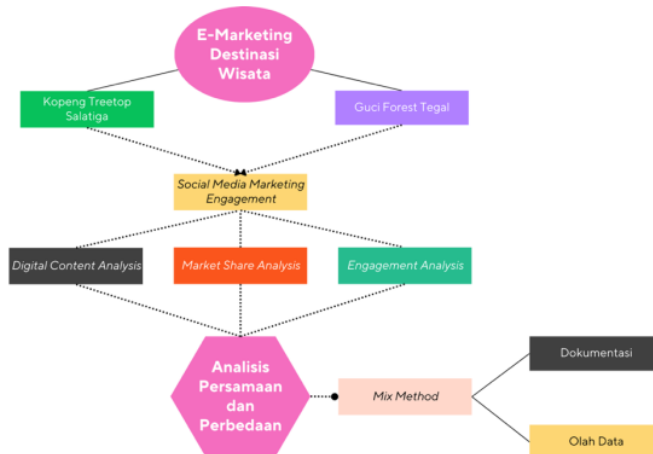 E-Marketing
Destinasi
Wisata
Kopeng Treetop
Salatiga
Guci Forest Tegal
Social Media Marketing
Engagement
Digital Content Analysis
Market Share Analysis
Engagement Analysis
Analisis
Persamaan
dan
Perbedaan
Mix Method
Dokumentasi
Olah Data